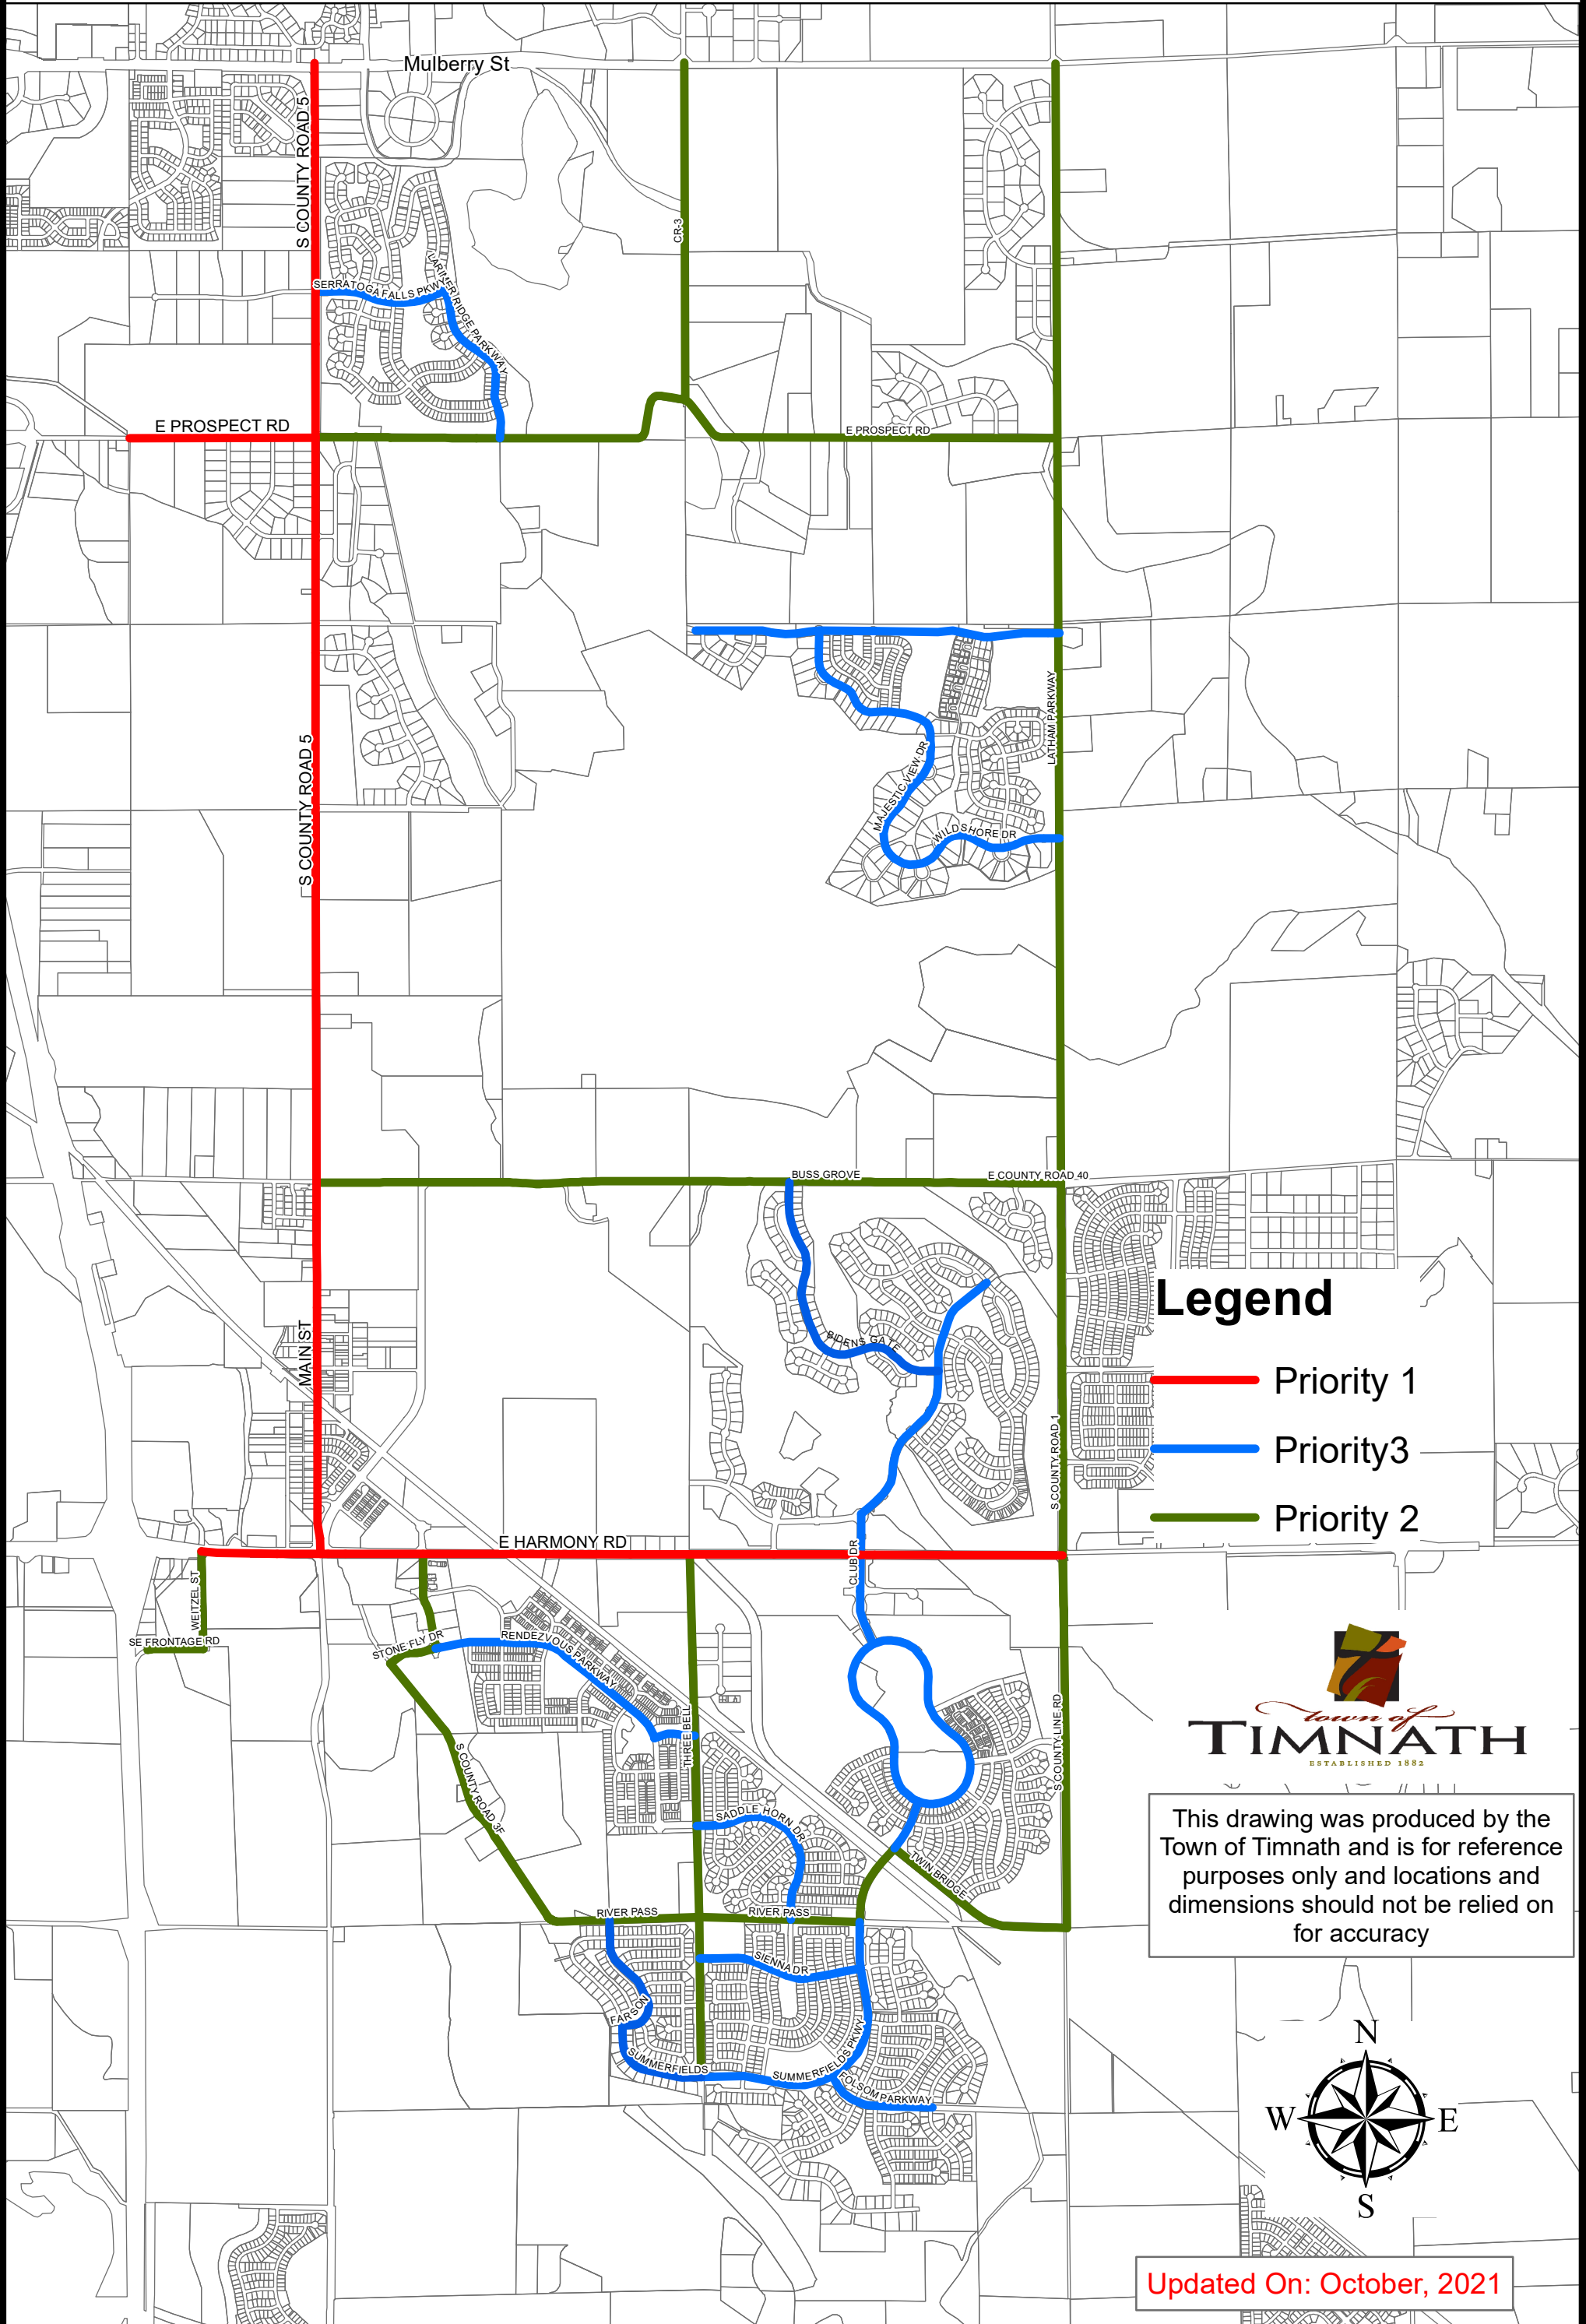 Mulberry St
S COUNTY ROAD 5
CR-3
SERRATOGA FALLS PKWY
LARIMER RIDGE PARKWAY
E PROSPECT RD
E PROSPECT RD
LATHAM PARKWAY
S COUNTY ROAD 5
MAJESTIC VIEW DR
WILDSHORE DR
BUSS GROVE
E COUNTY ROAD 40
MAIN ST
BIDENS GATE
S COUNTY ROAD 1
Legend
Priority 1
Priority3
Priority 2
E HARMONY RD
CLUB DR
WEITZEL ST
SE FRONTAGE RD
STONE FLY DR
RENDEZVOUS PARKWAY
THREE BELL
S COUNTY LINE RD
S COUNTY ROAD 3F
SADDLE HORN DR
TWIN BRIDGE
RIVER PASS
RIVER PASS
SIENNA DR
FARSON
SUMMERFIELDS
SUMMERFIELDS PKWY
FOLSOM PARKWAY
town of
TIMNATH
ESTABLISHED 1882
This drawing was produced by the
Town of Timnath and is for reference
purposes only and locations and
dimensions should not be relied on
for accuracy
N
W
E
S
Updated On: October, 2021